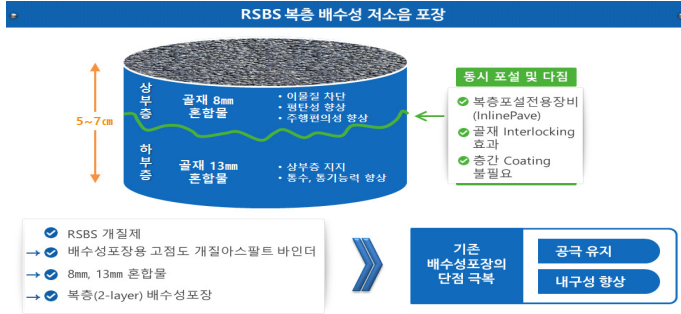 RSBS 복층 배수성 저소음 포장
5~7㎝
상부층
골재 8㎜
혼합물
• 이물질 차단
• 평탄성 향상
• 주행편의성 향상
하부층
골재 13㎜
혼합물
• 상부층 지지
• 통수, 통기능력 향상
동시 포설 및 다짐
복층포설전용장비
(InlinePave)
골재 Interlocking
효과
층간 Coating
불필요
RSBS 개질제
→ 배수성포장용 고점도 개질아스팔트 바인더
→ 8㎜, 13㎜ 혼합물
→ 복층(2-layer) 배수성포장
기존
배수성포장의
단점 극복
공극 유지
내구성 향상